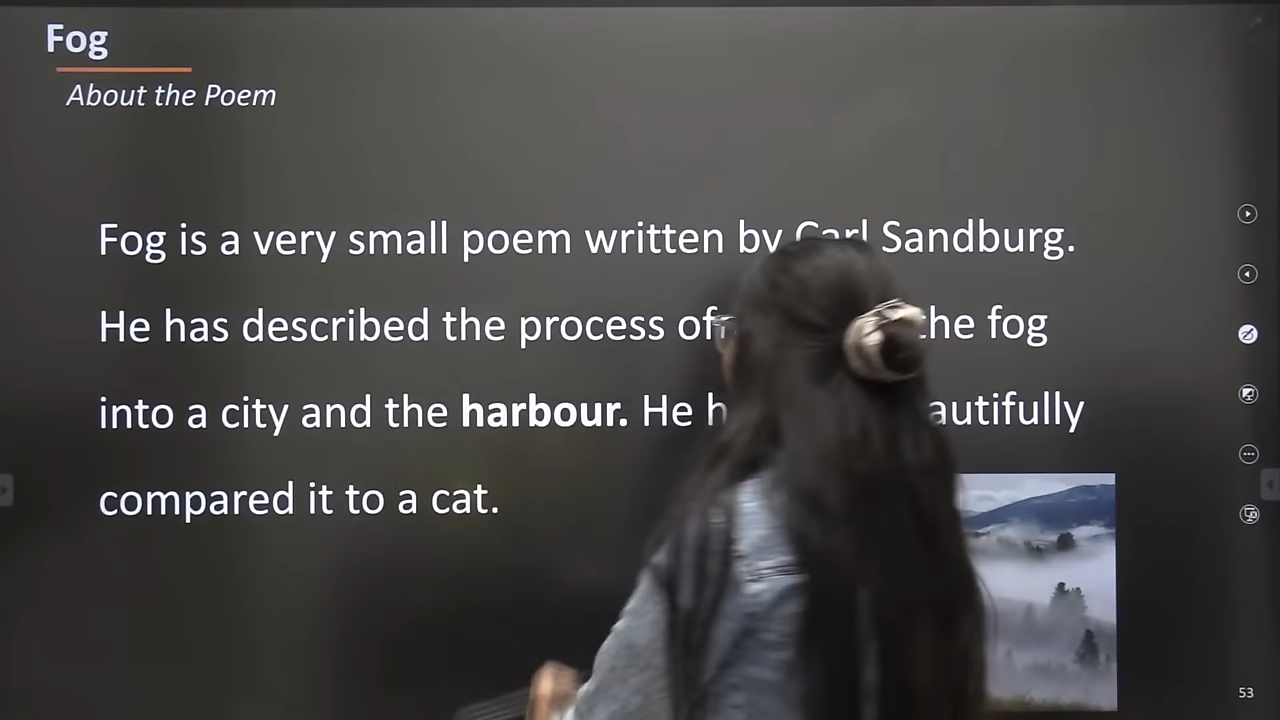 Fog
About the Poem
Fog is a very small poem written by Carl Sandburg.
He has described the process of the fog
into a city and the harbour. He
compared it to a cat.
53